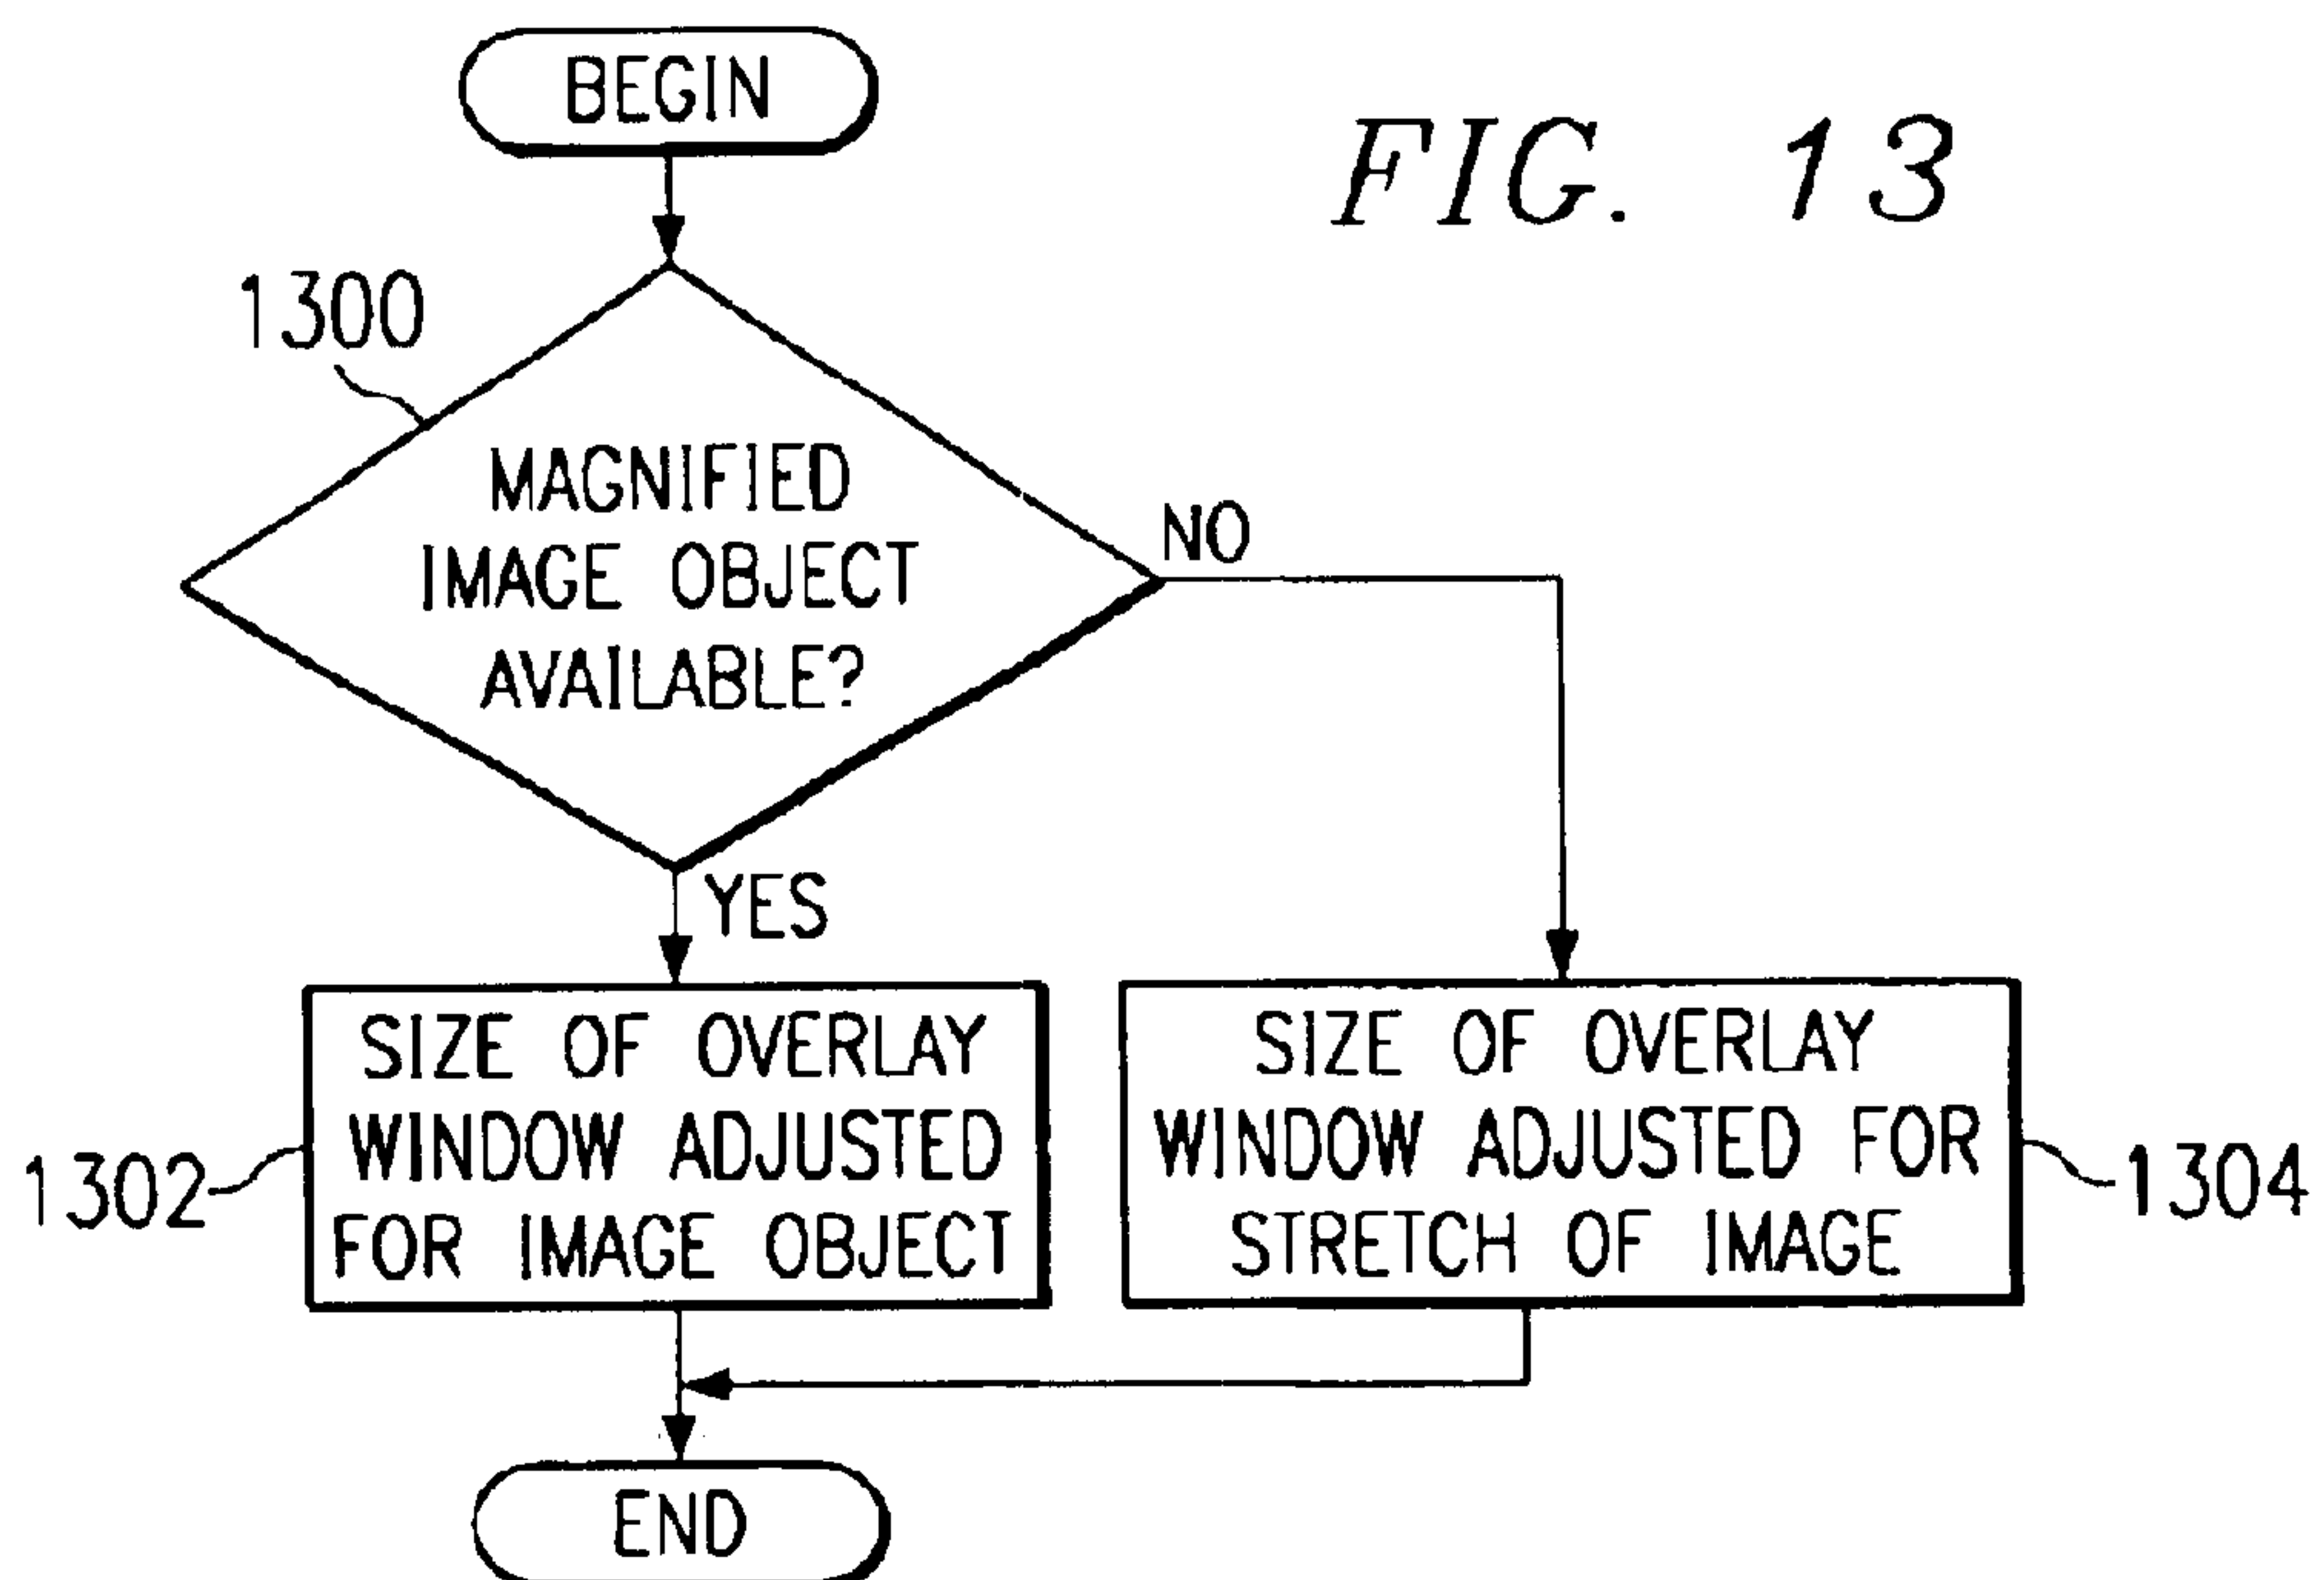 BEGIN
FIG. 13
1300
MAGNIFIED
IMAGE OBJECT
AVAILABLE?
NO
YES
SIZE OF OVERLAY
WINDOW ADJUSTED
FOR IMAGE OBJECT
1302
SIZE OF OVERLAY
WINDOW ADJUSTED FOR
STRETCH OF IMAGE
1304
END